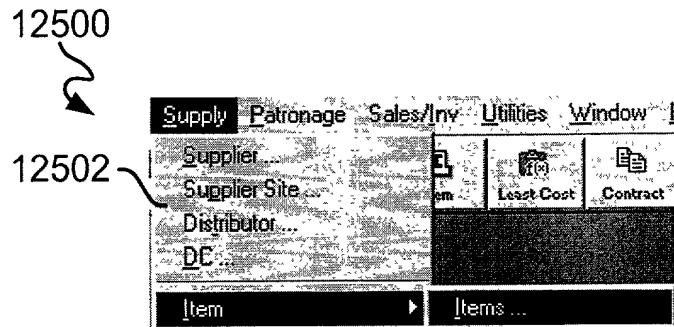 12500
Supply Patronage Sales/Inv Utilities Window
12502
Supplier ...
Supplier Site ...
Distributor ...
DC ...
Least Cost Contract
Item Items ...